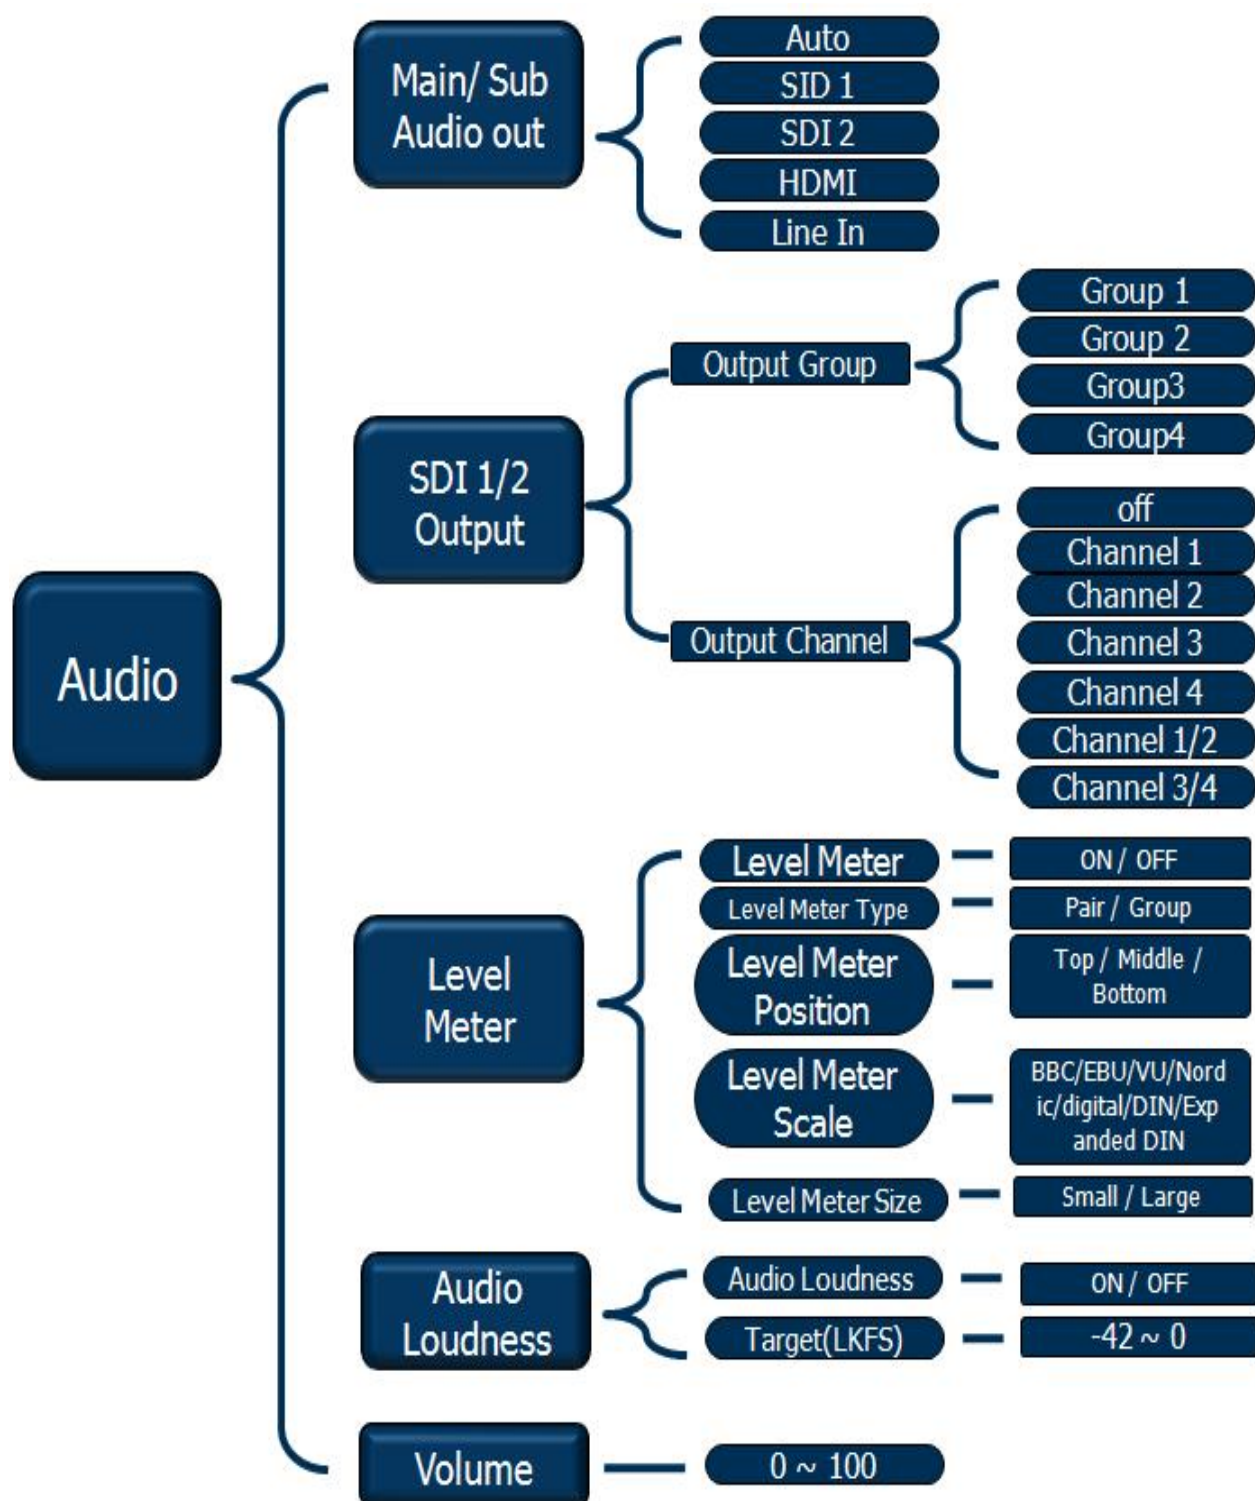 Audio
Main/ Sub
Audio out
Auto
SID 1
SDI 2
HDMI
Line In
SDI 1/2
Output
Output Group
Group 1
Group 2
Group3
Group4
Output Channel
off
Channel 1
Channel 2
Channel 3
Channel 4
Channel 1/2
Channel 3/4
Level
Meter
Level Meter
ON / OFF
Level Meter Type
Pair / Group
Level Meter
Position
Top / Middle /
Bottom
Level Meter
Scale
BBC/EBU/VU/Nord
ic/digital/DIN/Exp
anded DIN
Level Meter Size
Small / Large
Audio
Loudness
Audio Loudness
ON / OFF
Target(LKFS)
-42 ~ 0
Volume
0 ~ 100